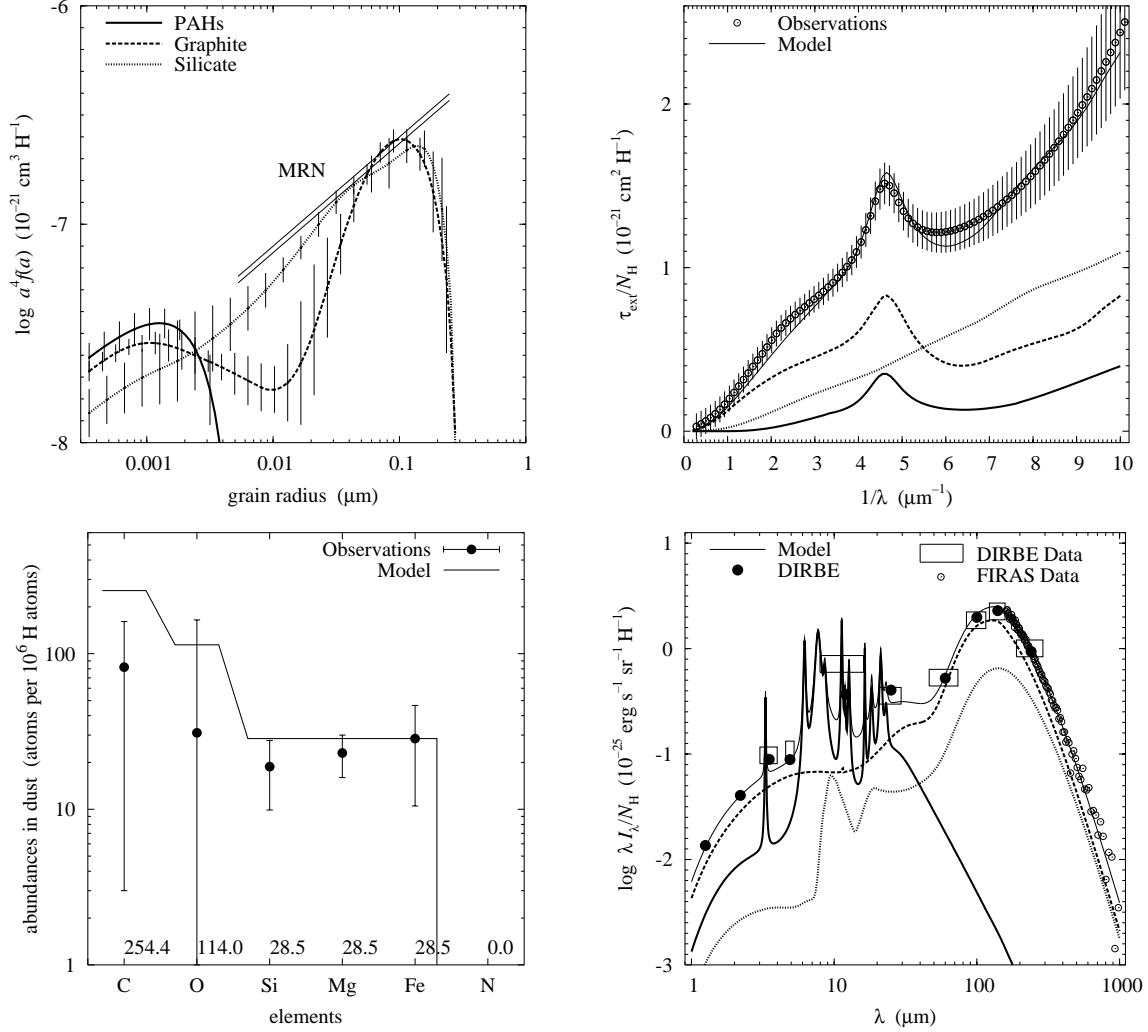 PAHs
Graphite
Silicate
MRN
-6
-7
-8
log a⁴f(a) (10⁻²¹ cm³ H⁻¹)
0.001 0.01 0.1 1
grain radius (μm)
Observations
Model
2
1
0
τ_ext/N_H (10⁻²¹ cm² H⁻¹)
0 1 2 3 4 5 6 7 8 9 10
1/λ (μm⁻¹)
Observations
Model
100
10
1
abundances in dust (atoms per 10⁶ H atoms)
254.4 114.0 28.5 28.5 28.5 0.0
C O Si Mg Fe N
elements
Model
DIRBE
DIRBE Data
FIRAS Data
1
0
-1
-2
-3
log λ I_λ/N_H (10⁻²⁵ erg s⁻¹ sr⁻¹ H⁻¹)
1 10 100 1000
λ (μm)